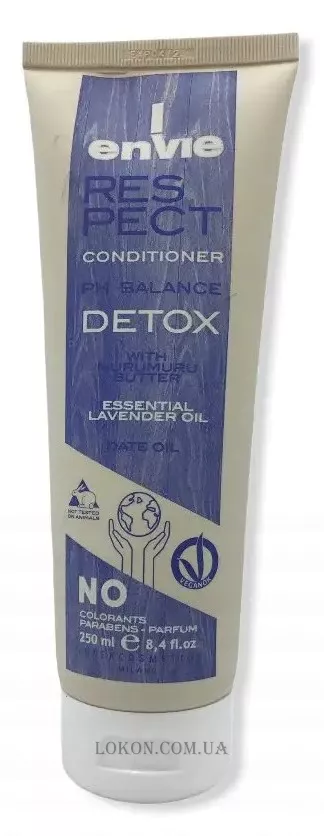 envie
RES
PECT
CONDITIONER
PH BALANCE
DETOX
WITH
MURUMURU
BUTTER
ESSENTIAL
LAVENDER OIL
DATE OIL
NOT TESTED
ON ANIMALS
VEGANOK
NO
COLORANTS
PARABENS - PARFUM
250 ml e 8,4 fl.oz
MILANO
LOKON.COM.UA